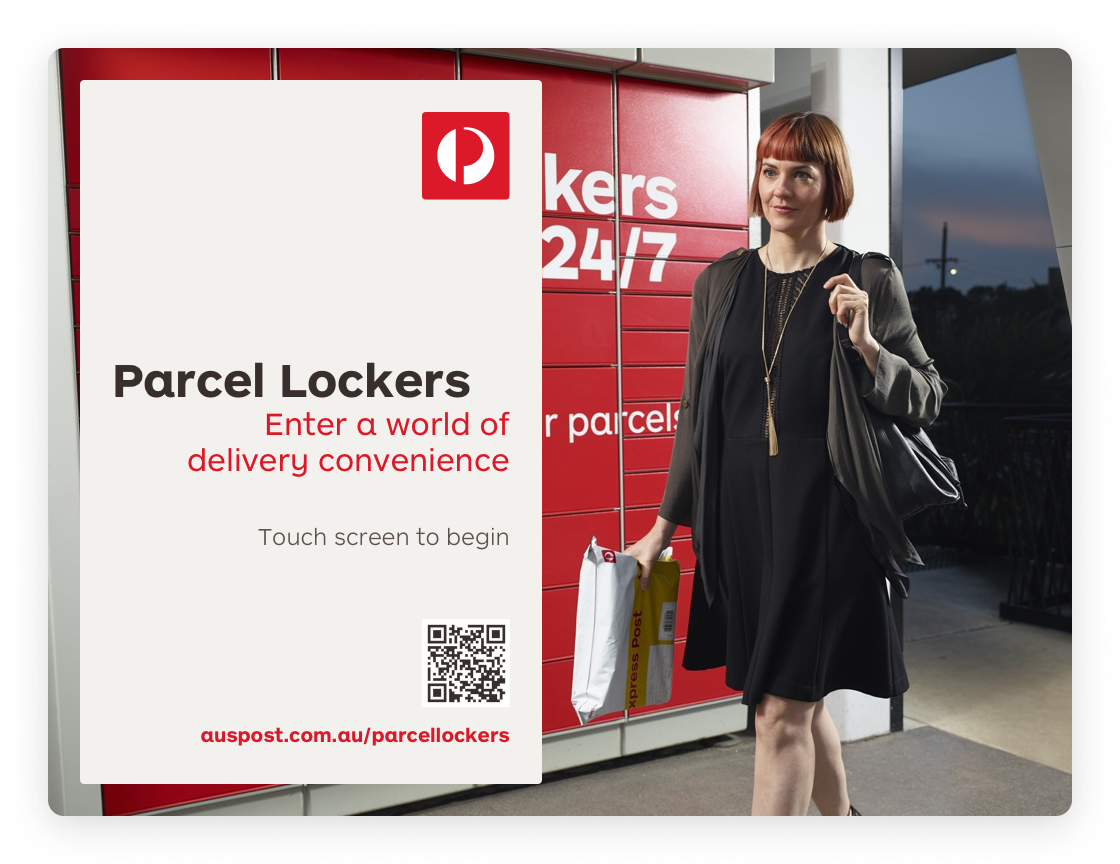 Parcel Lockers
Enter a world of
delivery convenience
Touch screen to begin
auspost.com.au/parcellockers
kers
24/7
r parcels
xpress Post